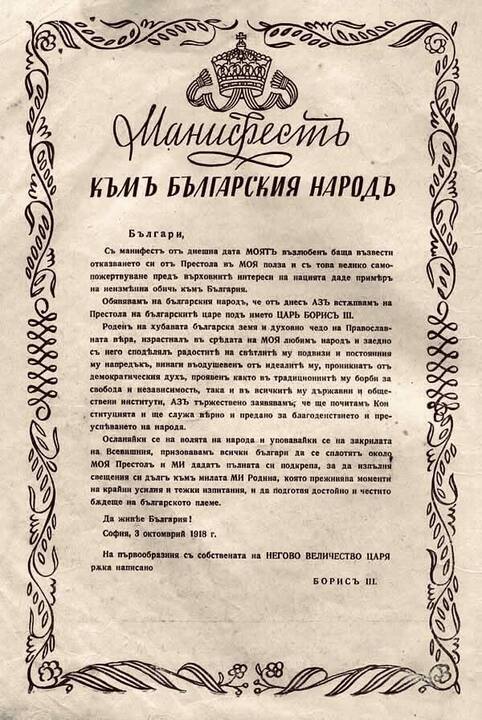 Манифестъ
КЪМЪ БЪЛГАРСКИЯ НАРОДЪ
Българи,
Съ манифестъ отъ днешна дата МОЯТЪ възлюбенъ баща възвести
отказването си отъ Престола въ МОЯ полза и съ това велико само-
пожертвуване предъ върховнитѣ интереси на нацията даде примѣръ
на неизмѣнна обичь къмъ България.
Обявявамъ на българския народъ, че отъ днесъ АЗЪ встѫпвамъ на
Престола на българскитѣ царе подъ името ЦАРЬ БОРИСЪ III.
Роденъ на хубавата българска земя и духовно чедо на Православ-
ната вѣра, израстналъ въ срѣдата на МОЯ любимъ народъ и заедно
съ него сподѣлялъ радоститѣ на свѣтлитѣ му подвизи и постоянния
му напредъкъ, винаги въодушевенъ отъ идеалитѣ му, проникнатъ отъ
демократическия духъ, проявенъ както въ традиционнитѣ му борби за
свобода и независимость, така и въ всичкитѣ му държавни и обще-
ствени институти, АЗЪ тържествено заявявамъ; че ще почитамъ Кон-
ституцията и ще служа вѣрно и предано за благоденствието и пре-
успѣването на народа.
Осланяйки се на волята на народа и уповавайки се на закрилата
на Всевишния, призовавамъ всички българи да се сплотятъ около
МОЯ Престолъ и МИ дадатъ пълната си подкрепа, за да изпълня
свещения си дългъ къмъ милата МИ Родина, която преживява моменти
на крайни усилия и тежки изпитания, и да подготвя достойно и честито
бѫдеще на българското племе.
Да живѣе България!
София, 3 октомврий 1918 г.
На първообразния съ собствената на НЕГОВО ВЕЛИЧЕСТВО ЦАРЯ
рѫка написано
БОРИСЪ III.